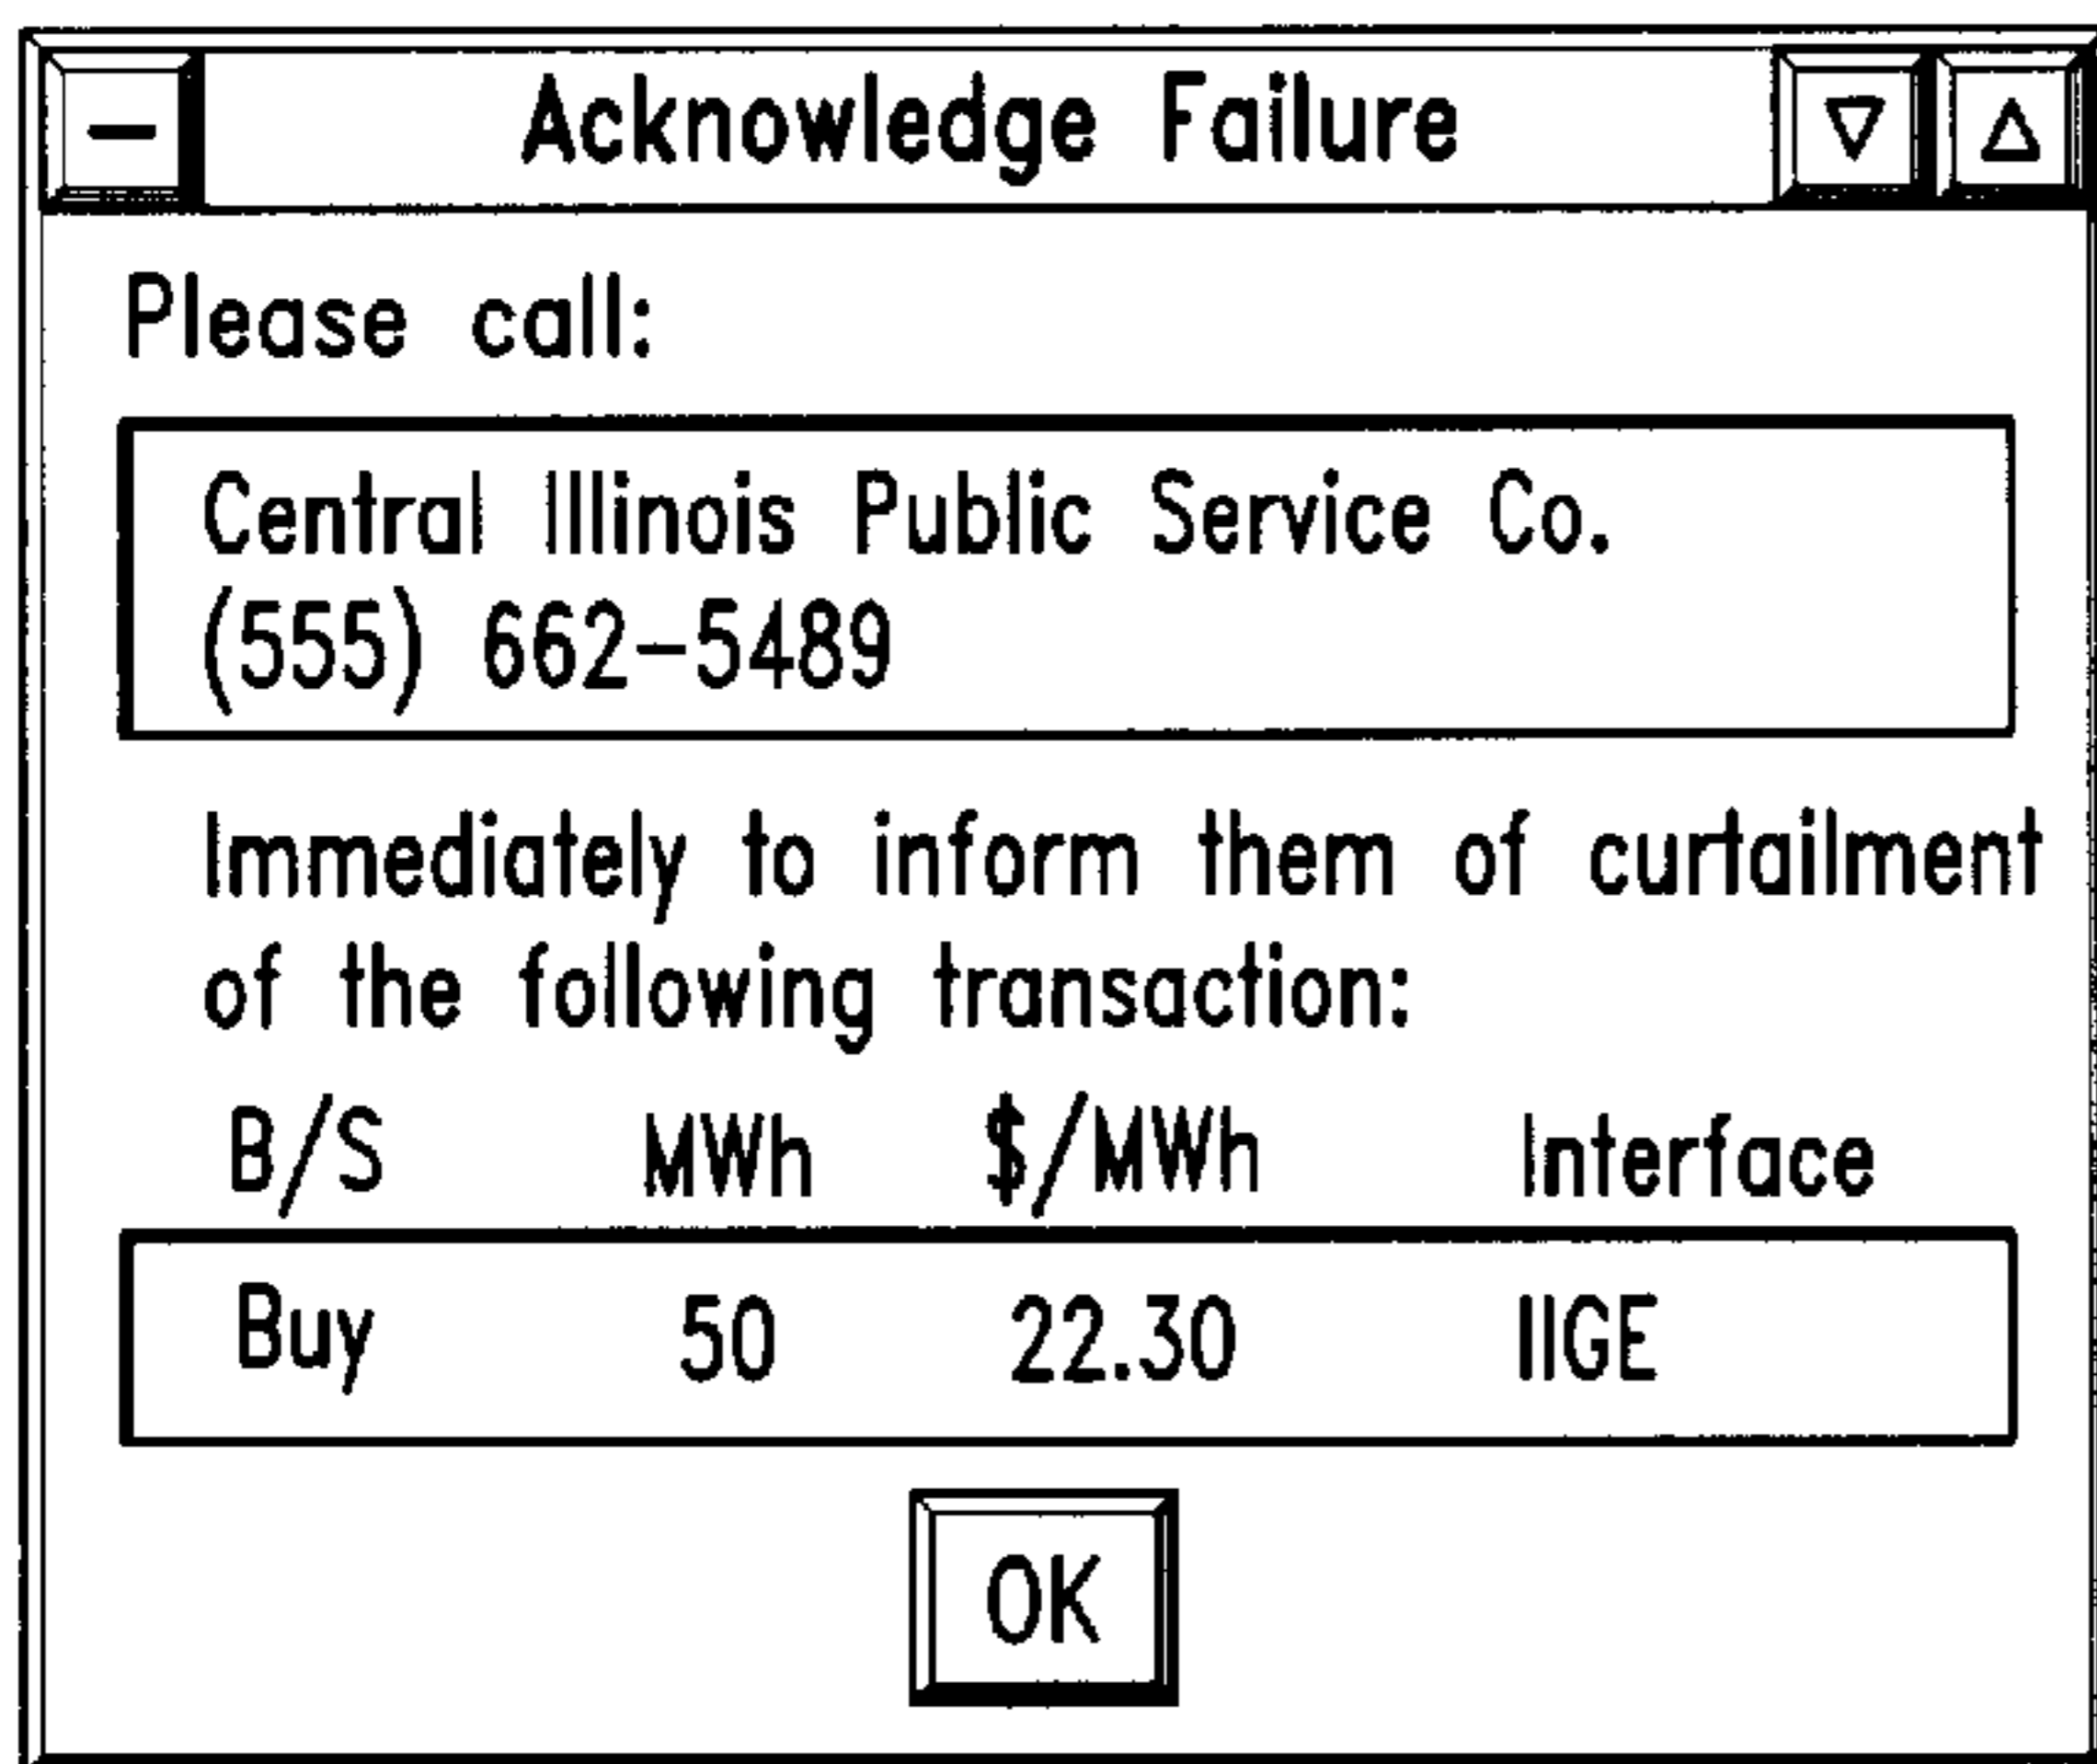 Acknowledge Failure
Please call:
Central Illinois Public Service Co.
(555) 662-5489
Immediately to inform them of curtailment
of the following transaction:
B/S MWh $/MWh Interface
Buy 50 22.30 IIGE
OK